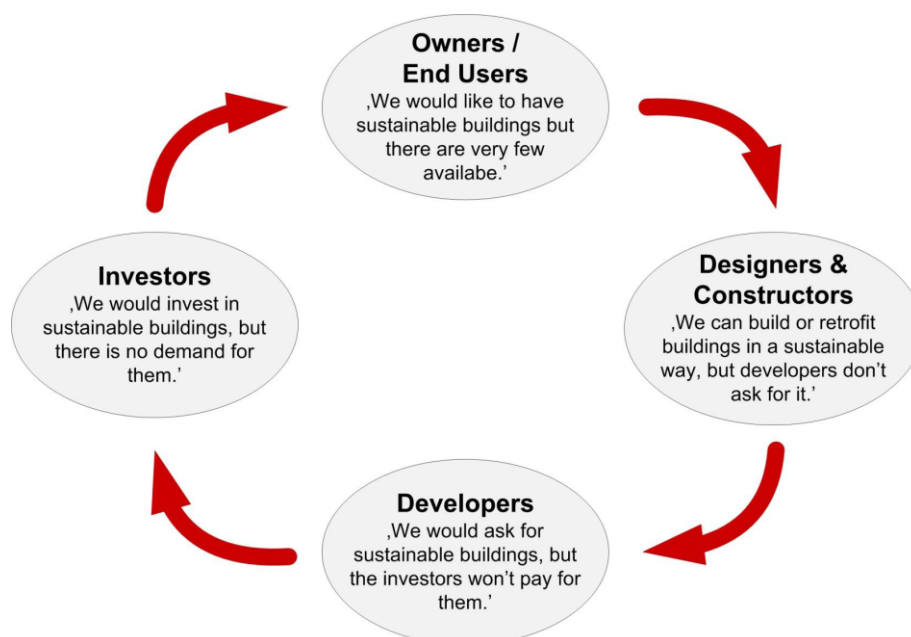 Owners /
End Users
‚We would like to have
sustainable buildings but
there are very few
availabe.’
Designers &
Constructors
‚We can build or retrofit
buildings in a sustainable
way, but developers don’t
ask for it.’
Developers
‚We would ask for
sustainable buildings, but
the investors won’t pay for
them.’
Investors
‚We would invest in
sustainable buildings, but
there is no demand for
them.’